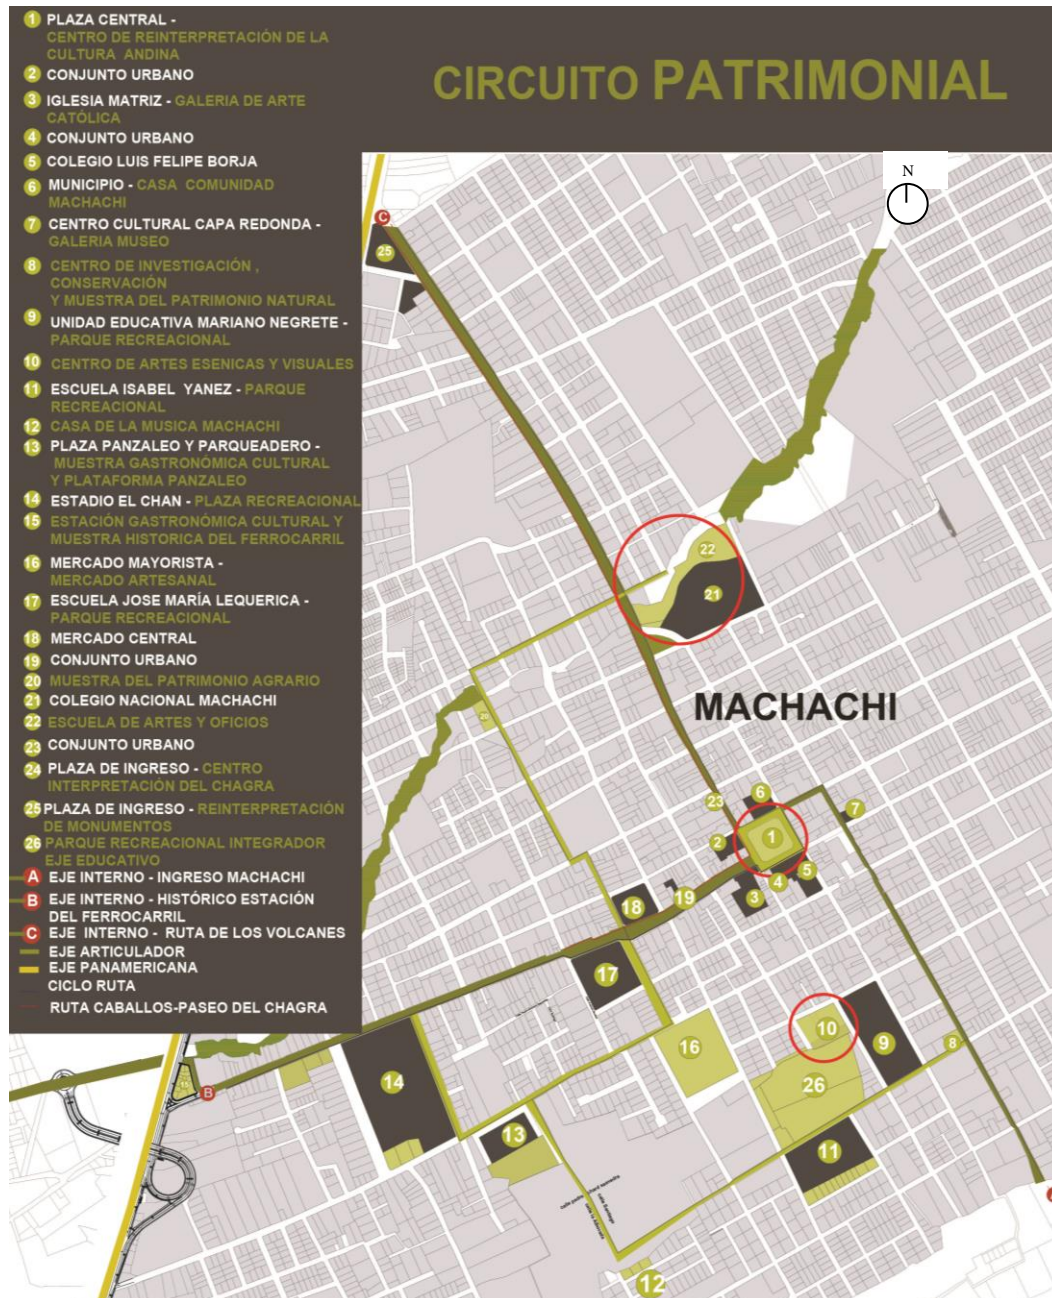 1 PLAZA CENTRAL -
CENTRO DE REINTERPRETACIÓN DE LA
CULTURA ANDINA
2 CONJUNTO URBANO
3 IGLESIA MATRIZ - GALERIA DE ARTE
CATÓLICA
4 CONJUNTO URBANO
5 COLEGIO LUIS FELIPE BORJA
6 MUNICIPIO - CASA COMUNIDAD
MACHACHI
7 CENTRO CULTURAL CAPA REDONDA -
GALERIA MUSEO
8 CENTRO DE INVESTIGACIÓN ,
CONSERVACIÓN
Y MUESTRA DEL PATRIMONIO NATURAL
9 UNIDAD EDUCATIVA MARIANO NEGRETE -
PARQUE RECREACIONAL
10 CENTRO DE ARTES ESENICAS Y VISUALES
11 ESCUELA ISABEL YANEZ - PARQUE
RECREACIONAL
12 CASA DE LA MUSICA MACHACHI
13 PLAZA PANZALEO Y PARQUEADERO -
MUESTRA GASTRONÓMICA CULTURAL
Y PLATAFORMA PANZALEO
14 ESTADIO EL CHAN - PLAZA RECREACIONAL
15 ESTACIÓN GASTRONÓMICA CULTURAL Y
MUESTRA HISTORICA DEL FERROCARRIL
16 MERCADO MAYORISTA -
MERCADO ARTESANAL
17 ESCUELA JOSE MARÍA LEQUERICA -
PARQUE RECREACIONAL
18 MERCADO CENTRAL
19 CONJUNTO URBANO
20 MUESTRA DEL PATRIMONIO AGRARIO
21 COLEGIO NACIONAL MACHACHI
22 ESCUELA DE ARTES Y OFICIOS
23 CONJUNTO URBANO
24 PLAZA DE INGRESO - CENTRO
INTERPRETACIÓN DEL CHAGRA
25 PLAZA DE INGRESO - REINTERPRETACIÓN
DE MONUMENTOS
26 PARQUE RECREACIONAL INTEGRADOR
EJE EDUCATIVO
A EJE INTERNO - INGRESO MACHACHI
B EJE INTERNO - HISTÓRICO ESTACIÓN
DEL FERROCARRIL
C EJE INTERNO - RUTA DE LOS VOLCANES
EJE ARTICULADOR
EJE PANAMERICANA
CICLO RUTA
RUTA CABALLOS-PASEO DEL CHAGRA
CIRCUITO PATRIMONIAL
N
C
25
22
21
MACHACHI
20
23
6
7
1
2
5
4
3
19
18
17
10
9
8
16
26
14
15
B
13
11
12